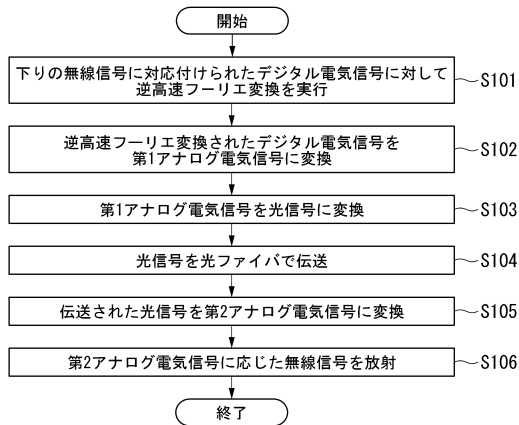 開始
下りの無線信号に対応付けられたデジタル電気信号に対して
逆高速フーリエ変換を実行
S101
逆高速フーリエ変換されたデジタル電気信号を
第1アナログ電気信号に変換
S102
第1アナログ電気信号を光信号に変換
S103
光信号を光ファイバで伝送
S104
伝送された光信号を第2アナログ電気信号に変換
S105
第2アナログ電気信号に応じた無線信号を放射
S106
終了